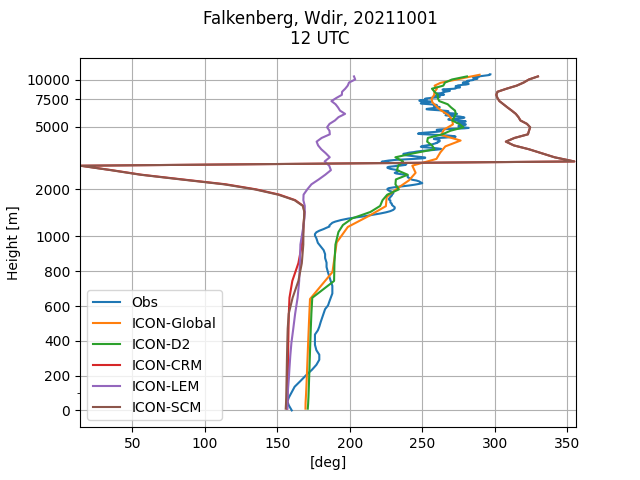 Falkenberg, Wdir, 20211001
12 UTC
10000
7500
5000
2000
1000
800
600
400
200
0
Height [m]
Obs
ICON-Global
ICON-D2
ICON-CRM
ICON-LEM
ICON-SCM
50 100 150 200 250 300 350
[deg]